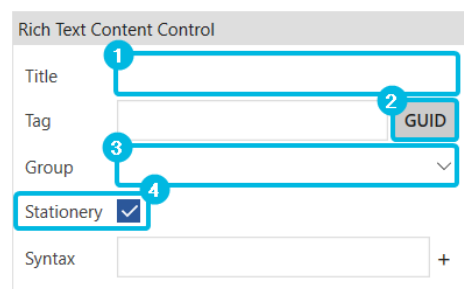 Rich Text Content Control
1
Title
2
Tag GUID
3
Group
4
Stationery
Syntax +